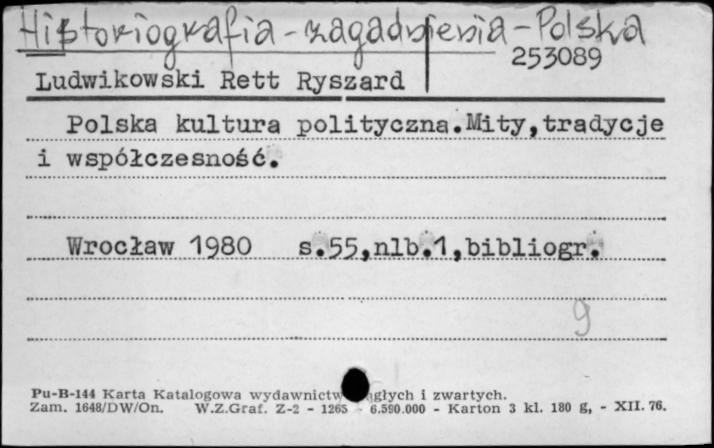 Historiografia - zagadnienia - Polska
253089
Ludwikowski Rett Ryszard
Polska kultura polityczna.Mity,tradycje
i współczesność.
Wrocław 1980 s.55,nlb.1,bibliogr.
9
Pu-B-144 Karta Katalogowa wydawnictw głych i zwartych.
Zam. 1648/DW/On. W.Z.Graf. Z-2 - 1265 - 6.590.000 - Karton 3 kl. 180 g, - XII. 76.